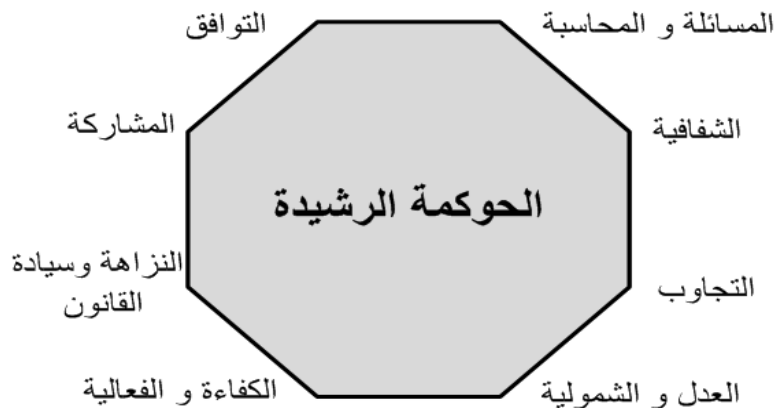 المسائلة و المحاسبة
التوافق
الشفافية
المشاركة
الحوكمة الرشيدة
النزاهة وسيادة
القانون
التجاوب
العدل و الشمولية
الكفاءة و الفعالية